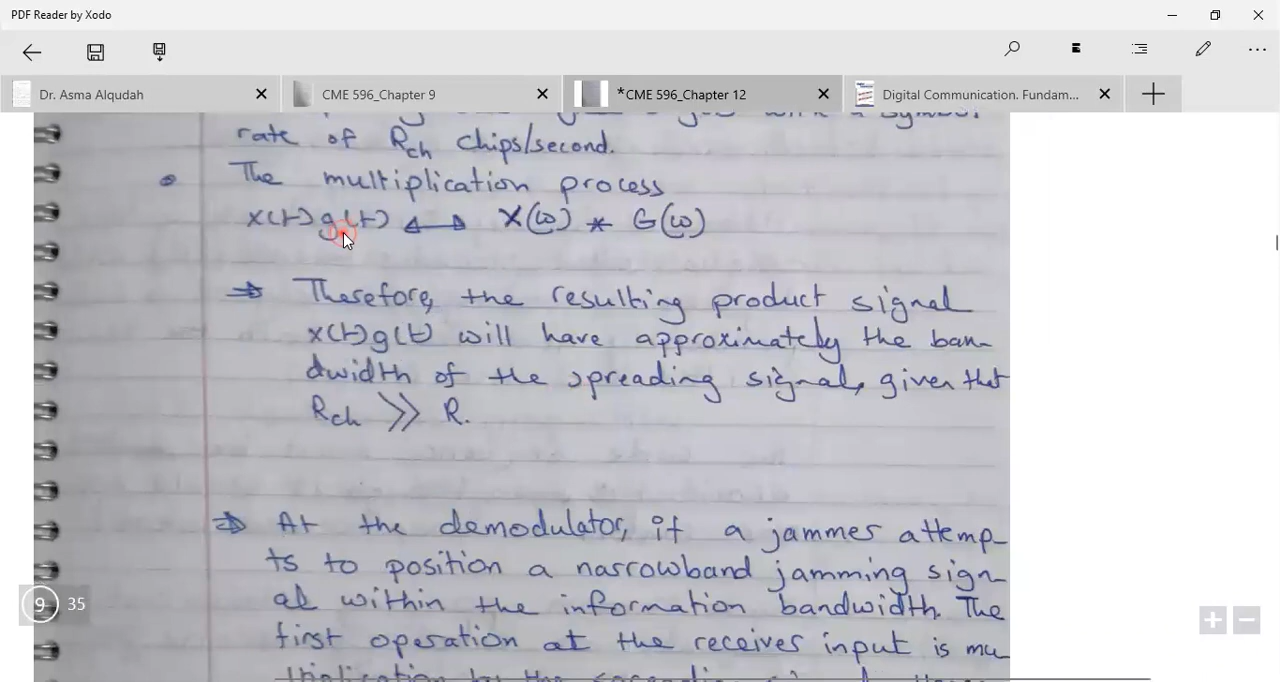 PDF Reader by Xodo
Dr. Asma Alqudah
CME 596_Chapter 9
*CME 596_Chapter 12
Digital Communication. Fundam...
rate of Rch chips/second.
The multiplication process
x(t)g(t) ↔ X(ω) * G(ω)
⇒ Therefore, the resulting product signal
x(t)g(t) will have approximately the ban-
dwidth of the spreading signal, given that
Rch >> R.
⇒ At the demodulator, if a jammer attemp-
ts to position a narrowband jamming sign-
al within the information bandwidth. The
first operation at the receivers input is mu
9 35